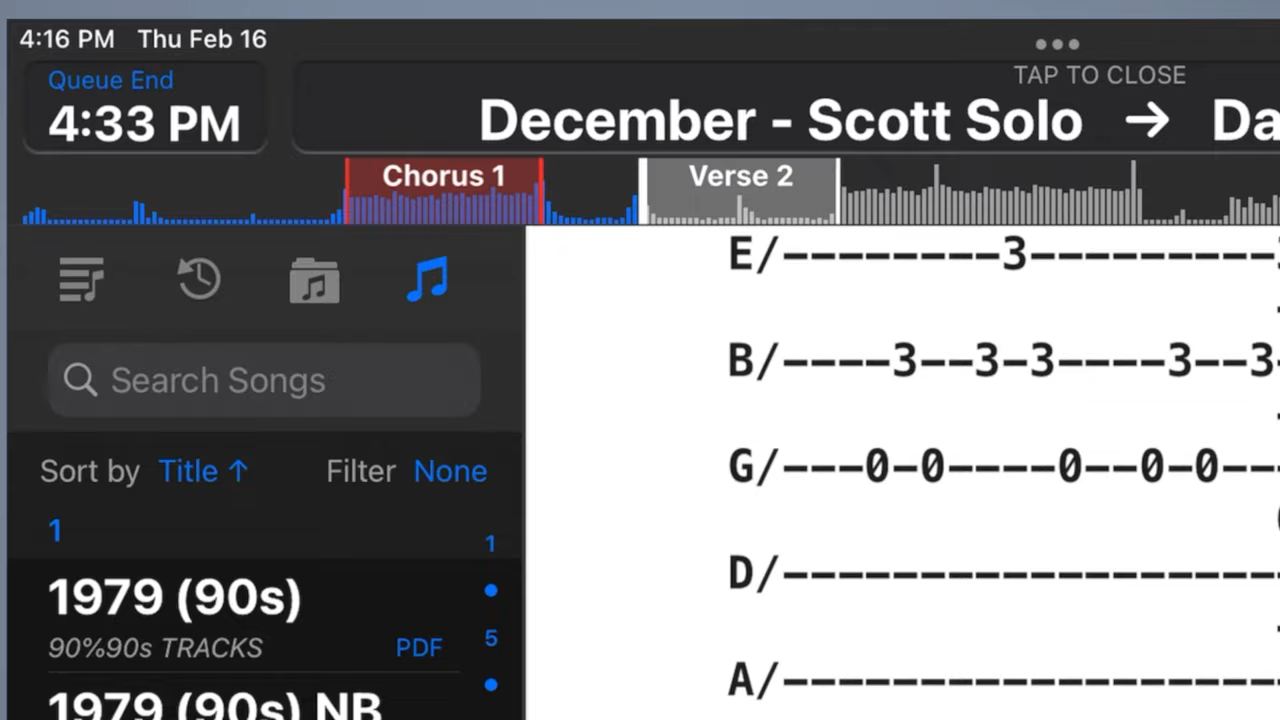 4:16 PM Thu Feb 16
TAP TO CLOSE
Queue End
4:33 PM
December - Scott Solo → Da
Chorus 1
Verse 2
E/--------3---------
B/----3--3-3----3--3-
G/---0-0----0--0-0---
Search Songs
Sort by Title ↑ Filter None
1
1
D/------------------
1979 (90s)
5
90%90s TRACKS PDF
A/------------------
1979 (90s) NB